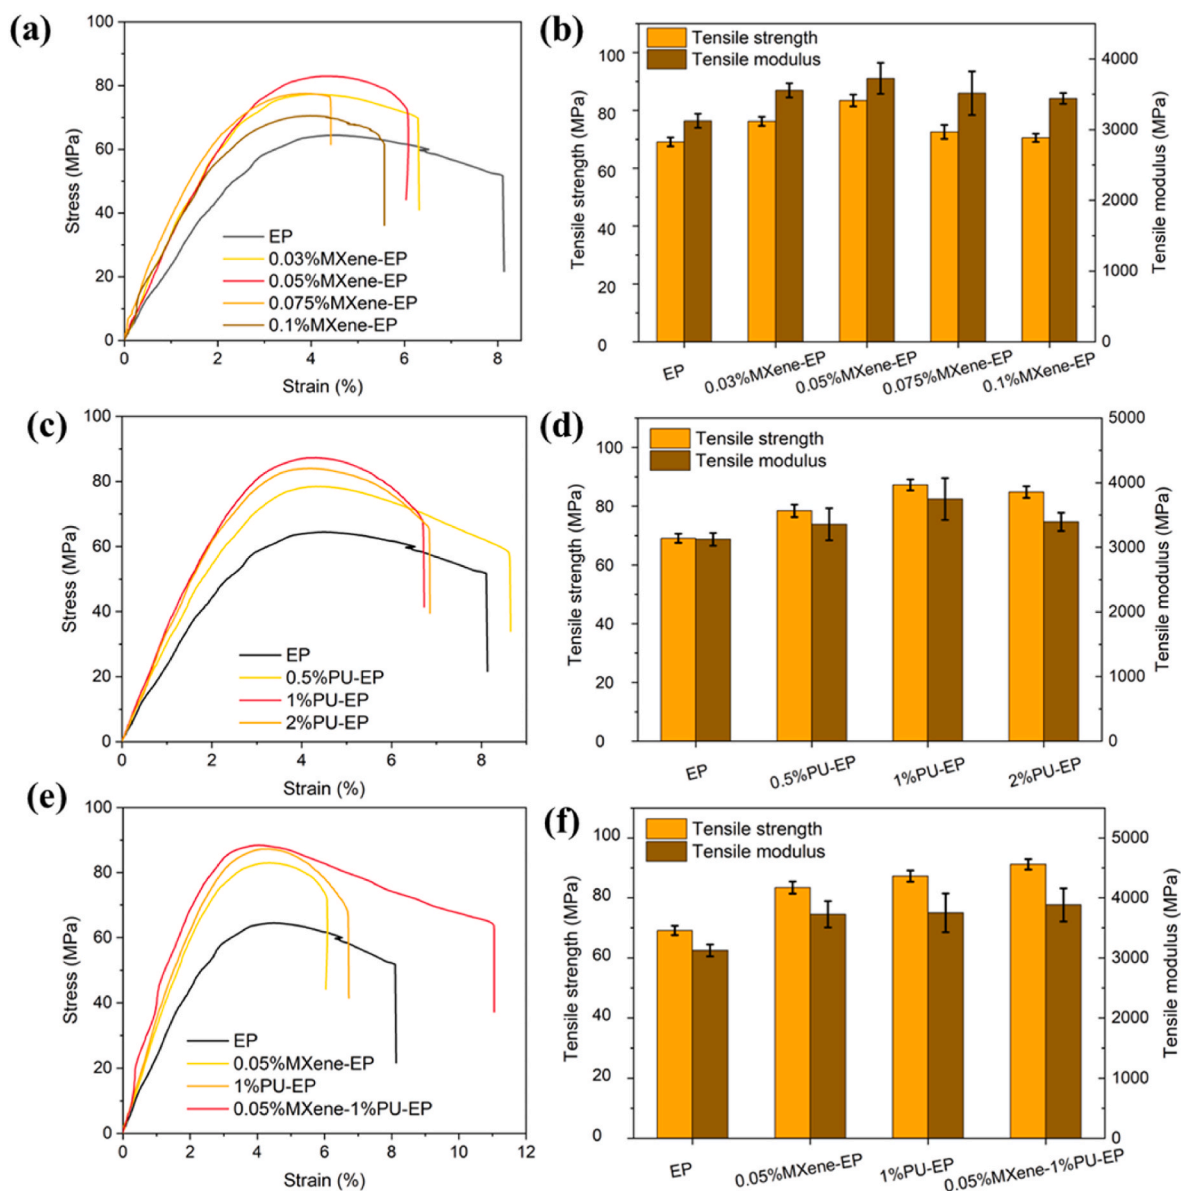 (a)
100
80
60
40
20
0
Stress (MPa)
EP
0.03%MXene-EP
0.05%MXene-EP
0.075%MXene-EP
0.1%MXene-EP
0 2 4 6 8
Strain (%)
(b)
Tensile strength
Tensile modulus
100
80
60
40
20
0
Tensile strength (MPa)
4000
3000
2000
1000
0
Tensile modulus (MPa)
EP 0.03%MXene-EP 0.05%MXene-EP 0.075%MXene-EP 0.1%MXene-EP
(c)
100
80
60
40
20
0
Stress (MPa)
EP
0.5%PU-EP
1%PU-EP
2%PU-EP
0 2 4 6 8
Strain (%)
(d)
Tensile strength
Tensile modulus
100
80
60
40
20
0
Tensile strength (MPa)
5000
4000
3000
2000
1000
0
Tensile modulus (MPa)
EP 0.5%PU-EP 1%PU-EP 2%PU-EP
(e)
100
80
60
40
20
0
Stress (MPa)
EP
0.05%MXene-EP
1%PU-EP
0.05%MXene-1%PU-EP
0 2 4 6 8 10 12
Strain (%)
(f)
Tensile strength
Tensile modulus
100
80
60
40
20
0
Tensile strength (MPa)
5000
4000
3000
2000
1000
0
Tensile modulus (MPa)
EP 0.05%MXene-EP 1%PU-EP 0.05%MXene-1%PU-EP